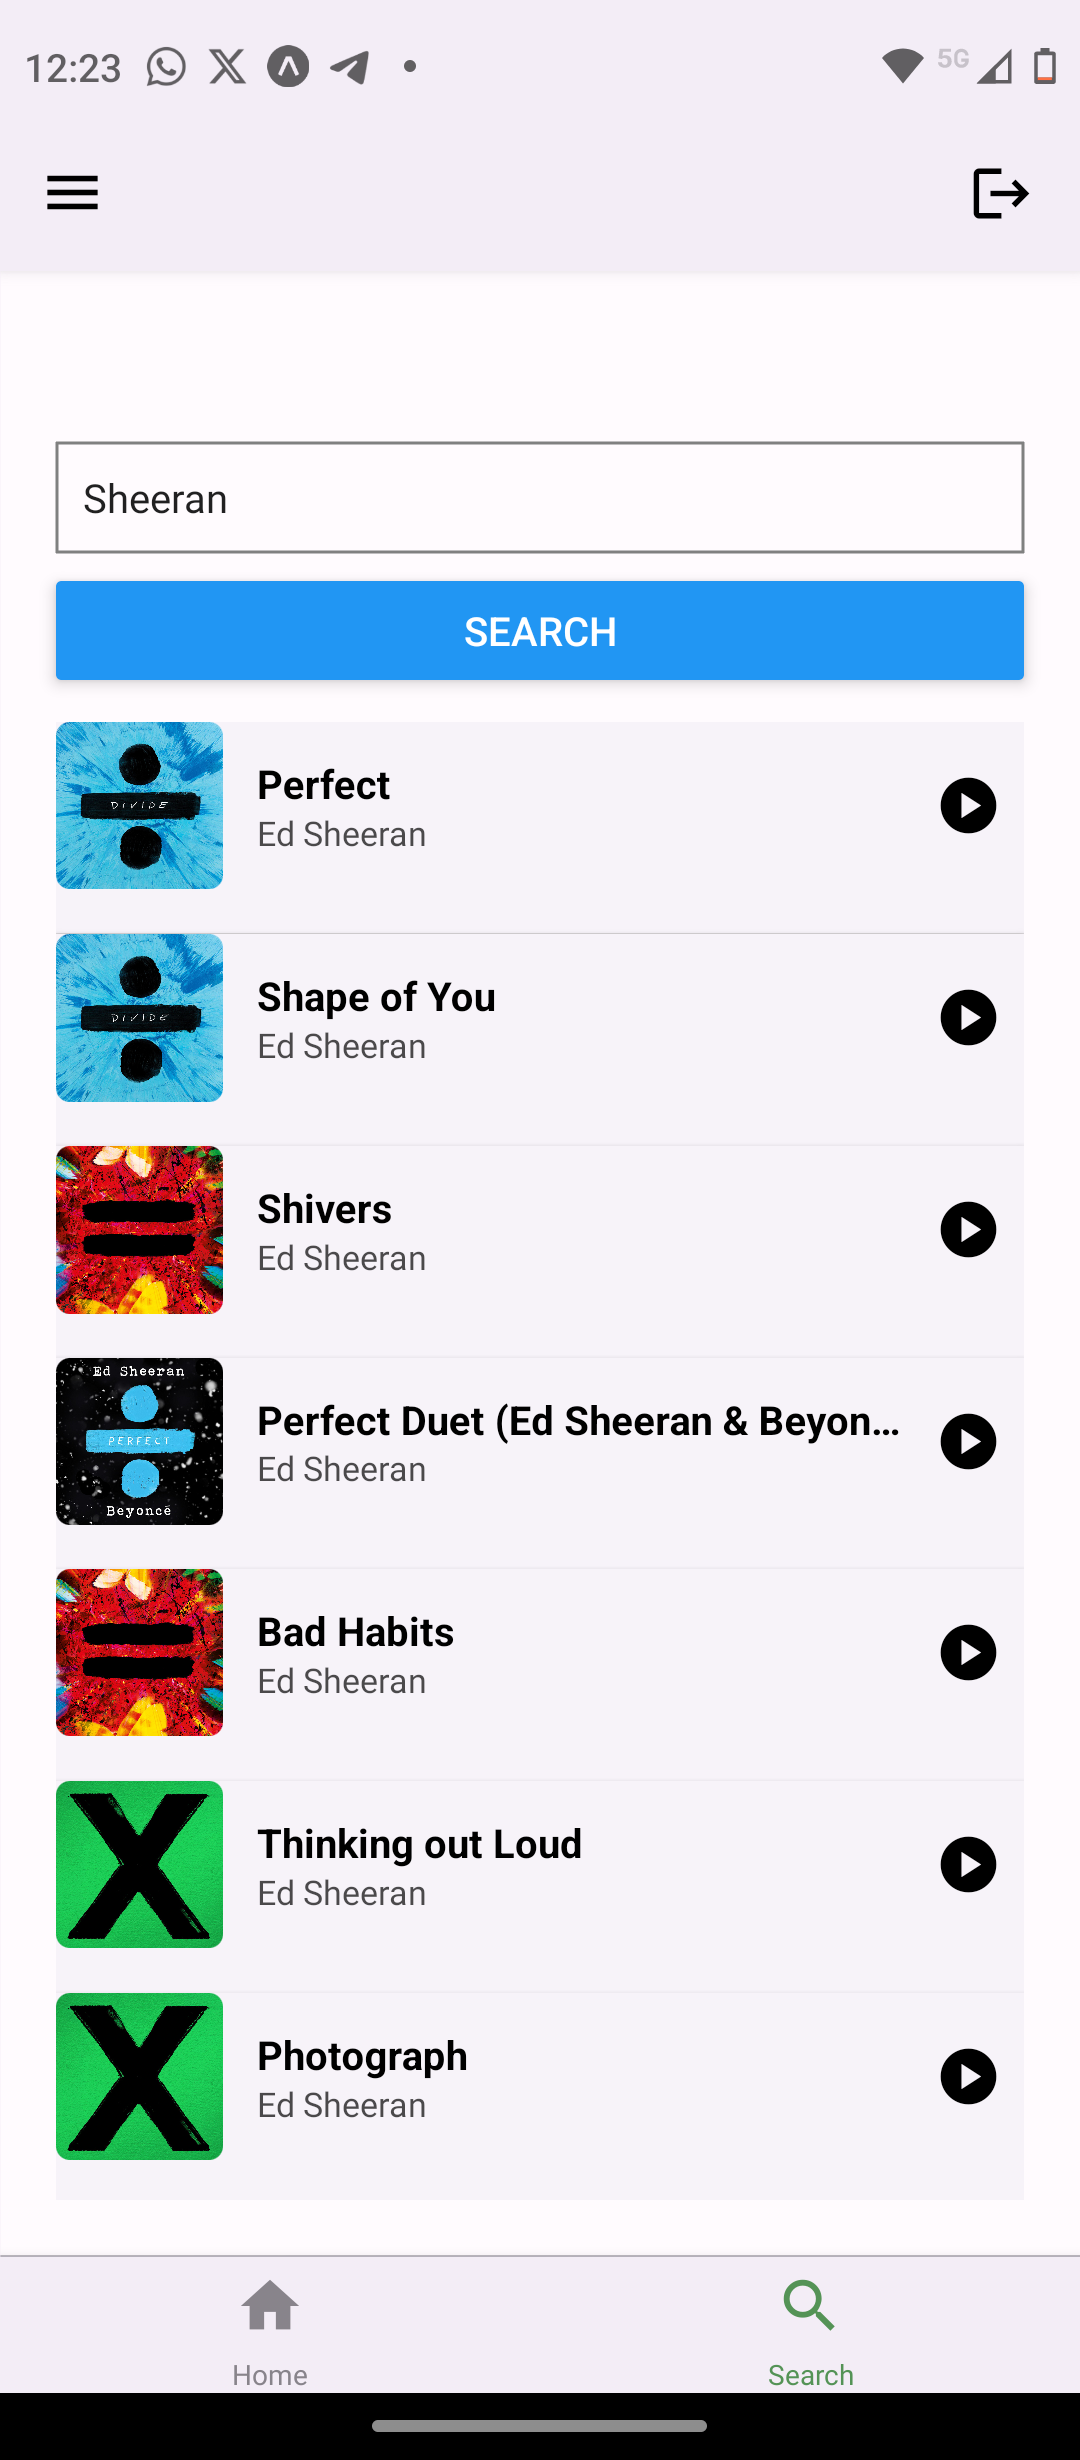 12:23
5G
Sheeran
SEARCH
DIVIDE
Perfect
Ed Sheeran
DIVIDE
Shape of You
Ed Sheeran
Shivers
Ed Sheeran
Ed Sheeran
PERFECT
Beyoncé
Perfect Duet (Ed Sheeran & Beyon...
Ed Sheeran
Bad Habits
Ed Sheeran
X
Thinking out Loud
Ed Sheeran
X
Photograph
Ed Sheeran
Home
Search